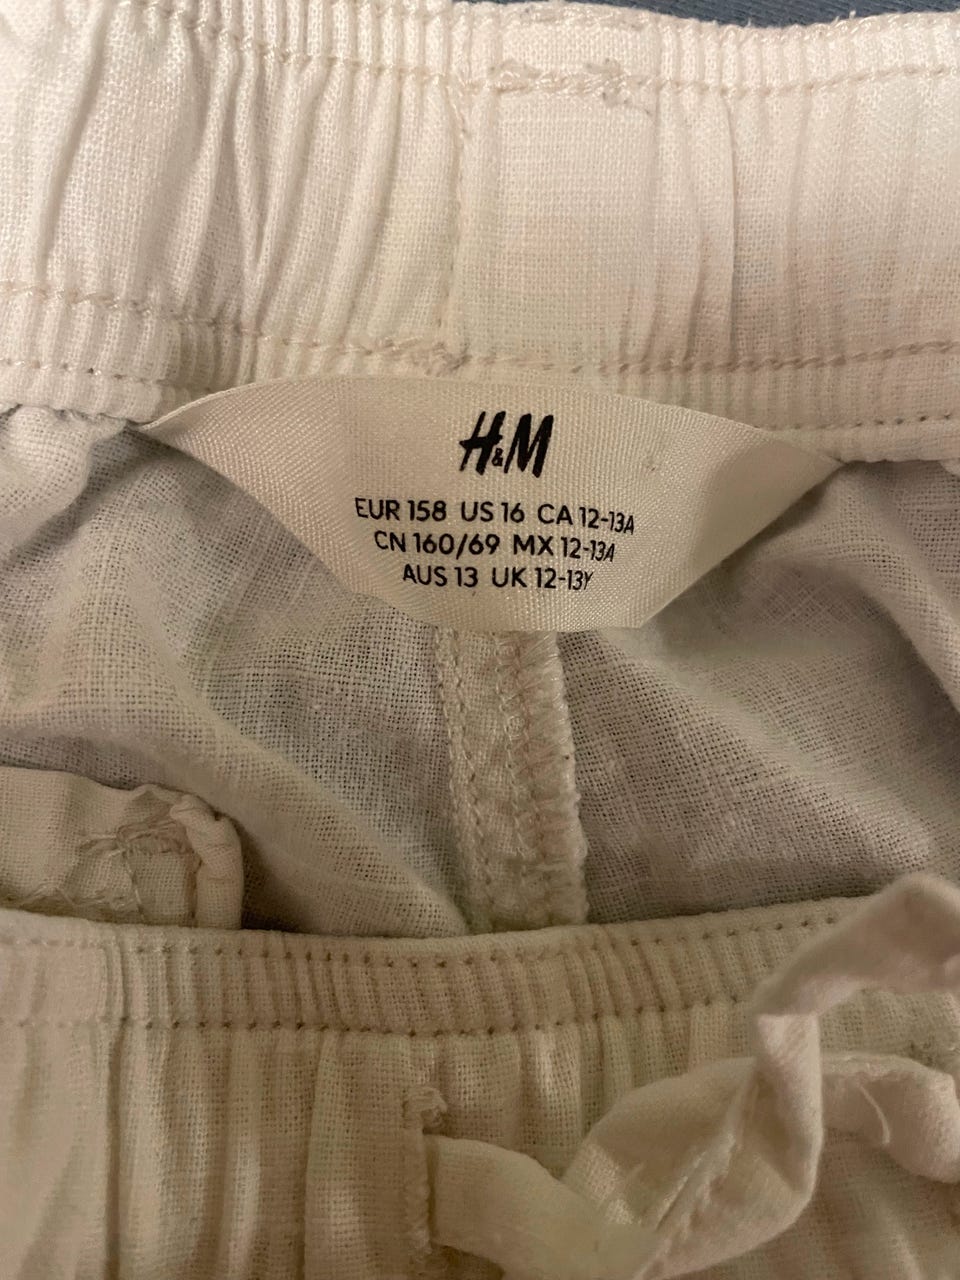 H&M
EUR 158 US 16 CA 12-13A
CN 160/69 MX 12-13A
AUS 13 UK 12-13Y